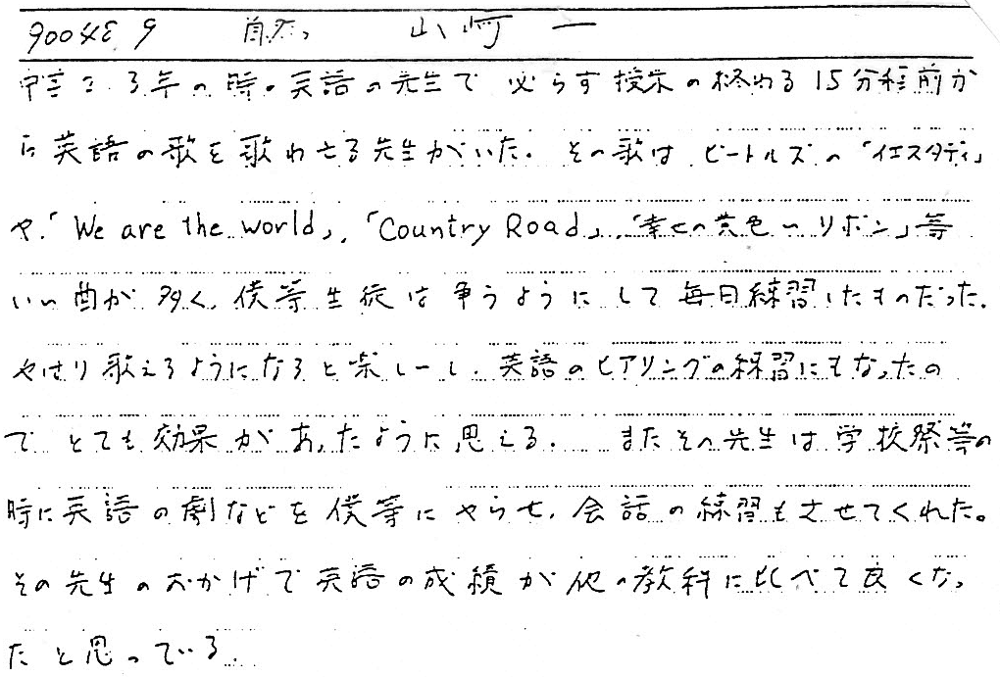 900459 自然 山崎 一
中学3年の時の英語の先生で必らず授業の終わる15分程前か
ら英語の歌を歌わせる先生がいた。その歌はビートルズの「イエスタディ」
や「We are the world」,「Country Road」,「幸せの黄色いリボン」等
いい曲が多く、僕等生徒は争うようにして毎日練習したものだった。
やはり歌えるようになると楽しいし、英語のヒアリングの練習にもなったの
でとても効果があったように思える。またその先生は学校祭等の
時に英語の劇などを僕等にやらせ、会話の練習もさせてくれた。
その先生のおかげで英語の成績が他の教科に比べて良くなっ
たと思っている。